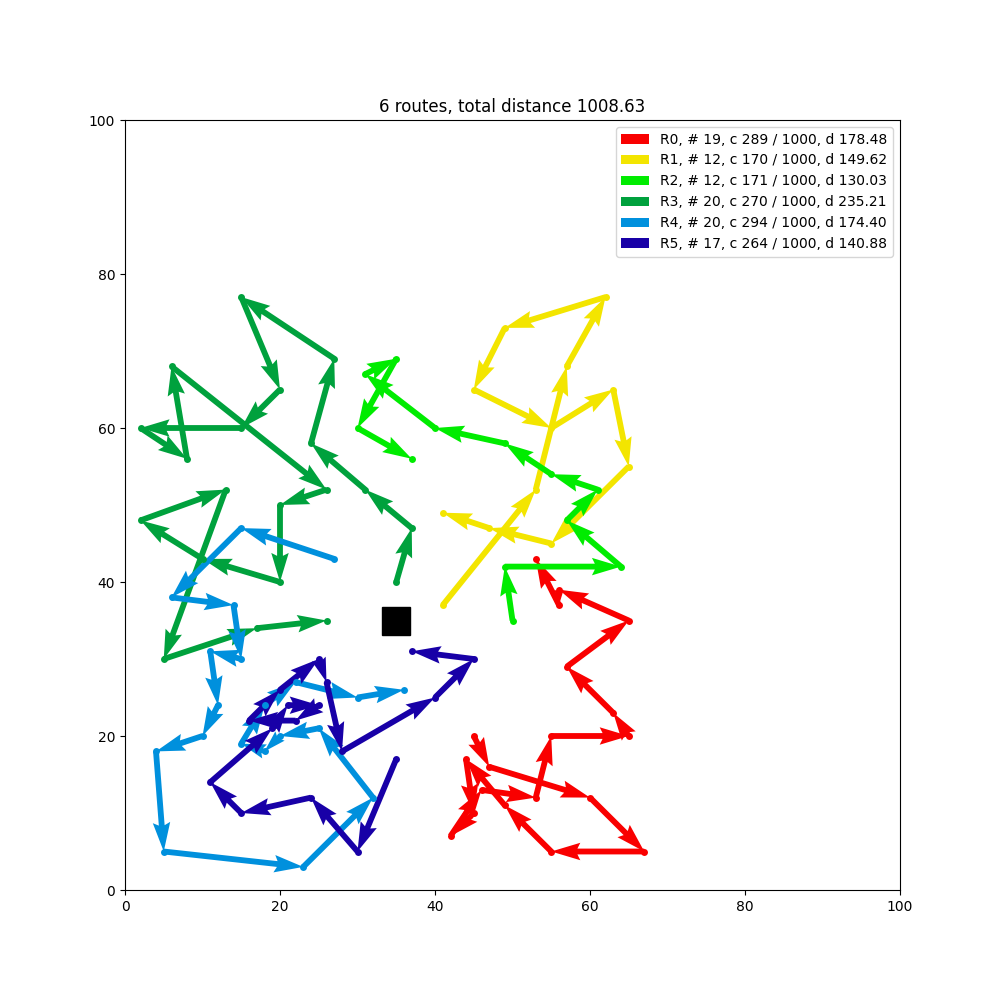 6 routes, total distance 1008.63
R0, # 19, c 289 / 1000, d 178.48
R1, # 12, c 170 / 1000, d 149.62
R2, # 12, c 171 / 1000, d 130.03
R3, # 20, c 270 / 1000, d 235.21
R4, # 20, c 294 / 1000, d 174.40
R5, # 17, c 264 / 1000, d 140.88
100
80
60
40
20
0
0 20 40 60 80 100